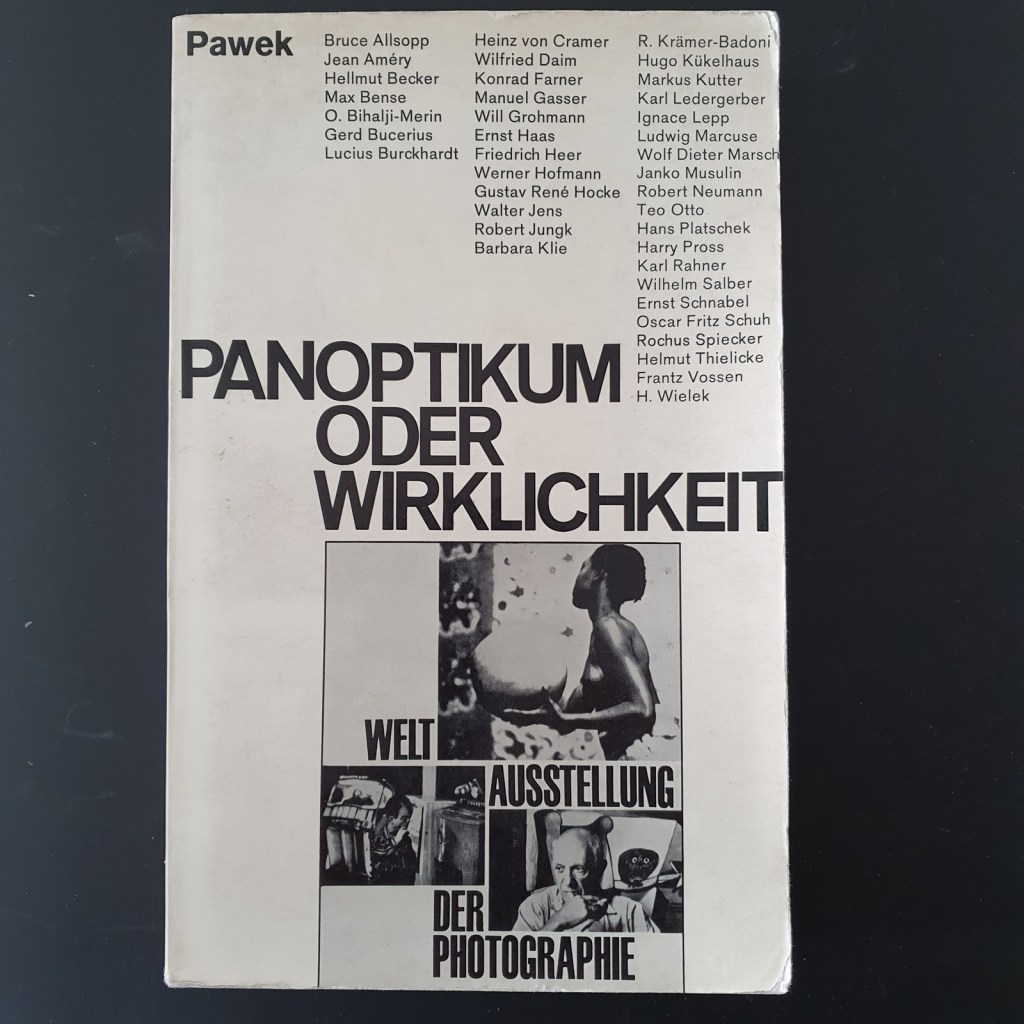 Pawek
Bruce Allsopp
Jean Améry
Hellmut Becker
Max Bense
O. Bihalji-Merin
Gerd Bucerius
Lucius Burckhardt
Heinz von Cramer
Wilfried Daim
Konrad Farner
Manuel Gasser
Will Grohmann
Ernst Haas
Friedrich Heer
Werner Hofmann
Gustav René Hocke
Walter Jens
Robert Jungk
Barbara Klie
R. Krämer-Badoni
Hugo Kükelhaus
Markus Kutter
Karl Ledergerber
Ignace Lepp
Ludwig Marcuse
Wolf Dieter Marsch
Janko Musulin
Robert Neumann
Teo Otto
Hans Platschek
Harry Pross
Karl Rahner
Wilhelm Salber
Ernst Schnabel
Oscar Fritz Schuh
Rochus Spiecker
Helmut Thielicke
Frantz Vossen
H. Wielek
PANOPTIKUM
ODER
WIRKLICHKEIT
WELT
AUSSTELLUNG
DER
PHOTOGRAPHIE